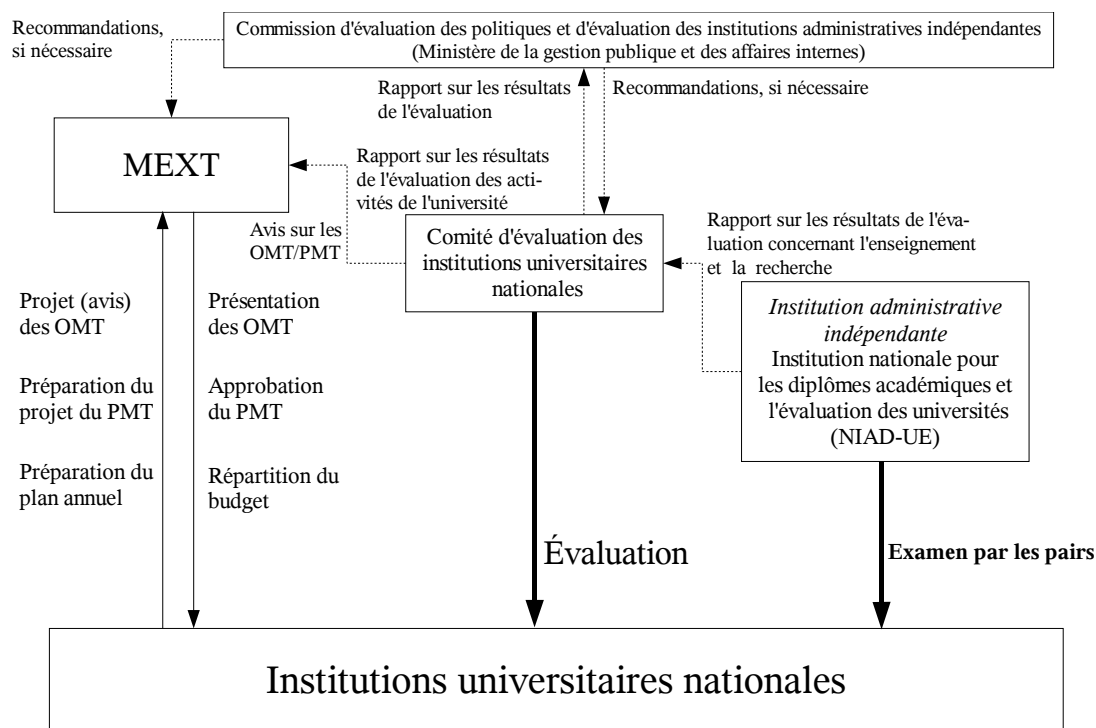 Recommandations,
si nécessaire
Commission d'évaluation des politiques et d'évaluation des institutions administratives indépendantes
(Ministère de la gestion publique et des affaires internes)
Rapport sur les résultats
de l'évaluation
Recommandations, si nécessaire
MEXT
Rapport sur les résultats
de l'évaluation des acti-
vités de l'université
Avis sur les
OMT/PMT
Comité d'évaluation des
institutions universitaires
nationales
Rapport sur les résultats de l'éva-
luation concernant l'enseignement
et la recherche
Institution administrative
indépendante
Institution nationale pour
les diplômes académiques et
l'évaluation des universités
(NIAD-UE)
Projet (avis)
des OMT
Présentation
des OMT
Préparation du
projet du PMT
Approbation
du PMT
Préparation du
plan annuel
Répartition du
budget
Évaluation
Examen par les pairs
Institutions universitaires nationales